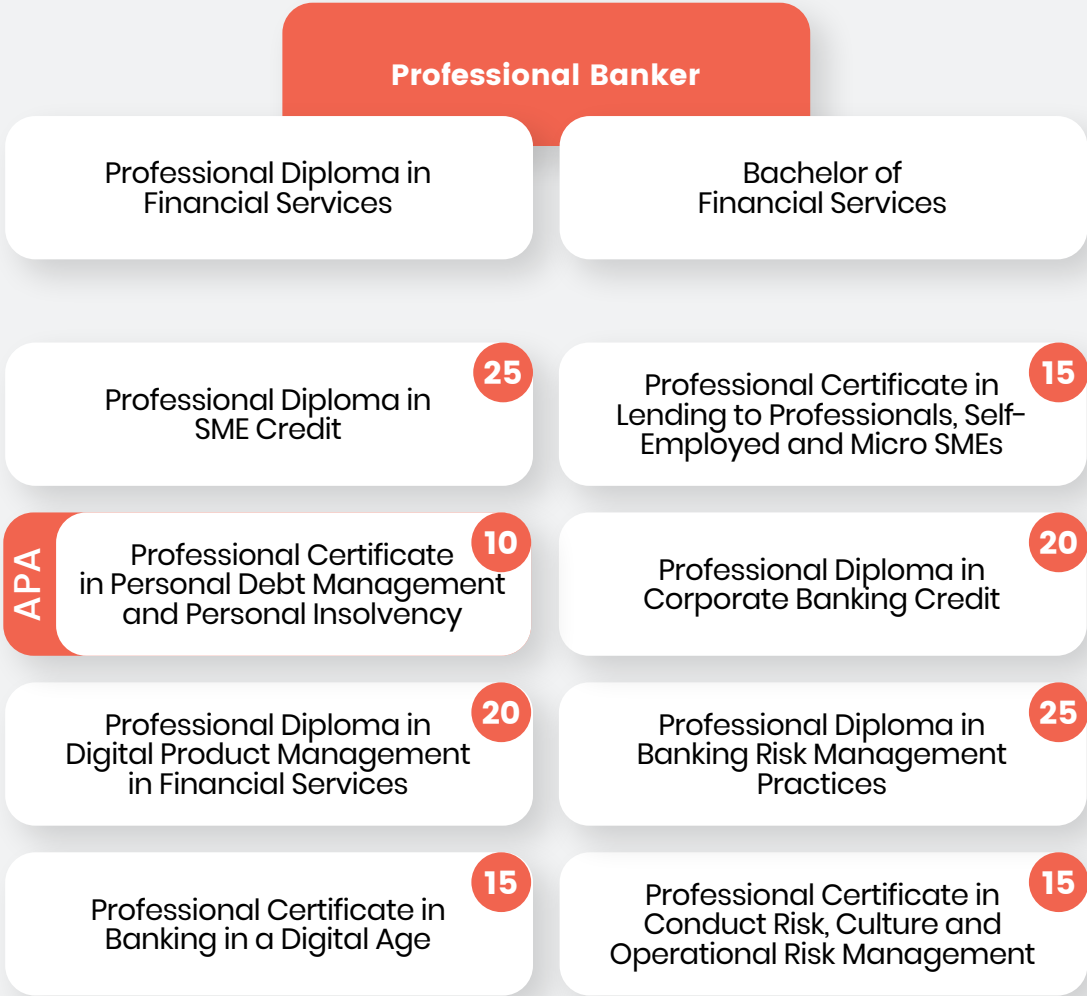 Professional Banker
Professional Diploma in
Financial Services
Bachelor of
Financial Services
25
Professional Diploma in
SME Credit
15
Professional Certificate in
Lending to Professionals, Self-
Employed and Micro SMEs
APA
10
Professional Certificate
in Personal Debt Management
and Personal Insolvency
20
Professional Diploma in
Corporate Banking Credit
20
Professional Diploma in
Digital Product Management
in Financial Services
25
Professional Diploma in
Banking Risk Management
Practices
15
Professional Certificate in
Banking in a Digital Age
15
Professional Certificate in
Conduct Risk, Culture and
Operational Risk Management